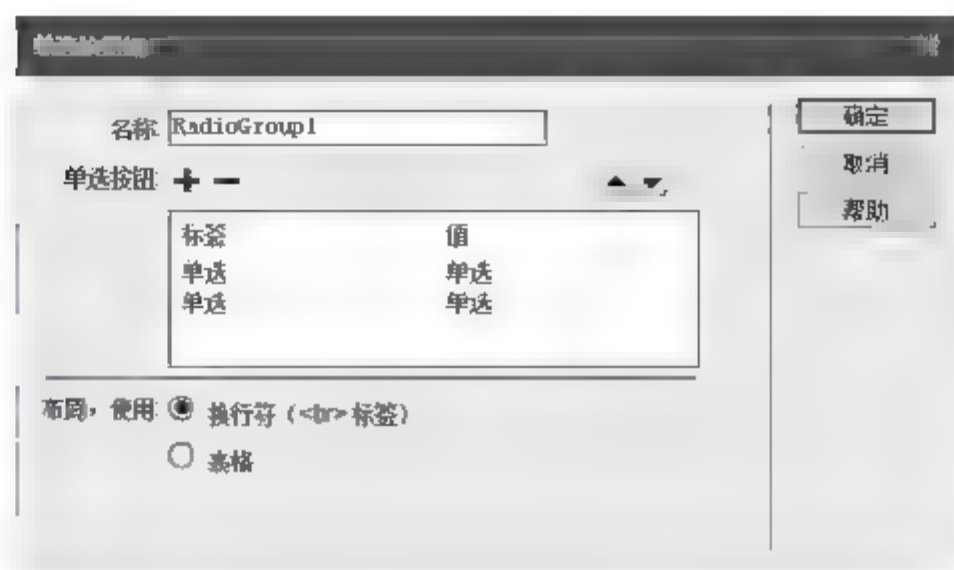 名称: RadioGroup1
确定
单选按钮:
取消
帮助
标签 值
单选 单选
单选 单选
布局，使用: 换行符（<br>标签）
表格